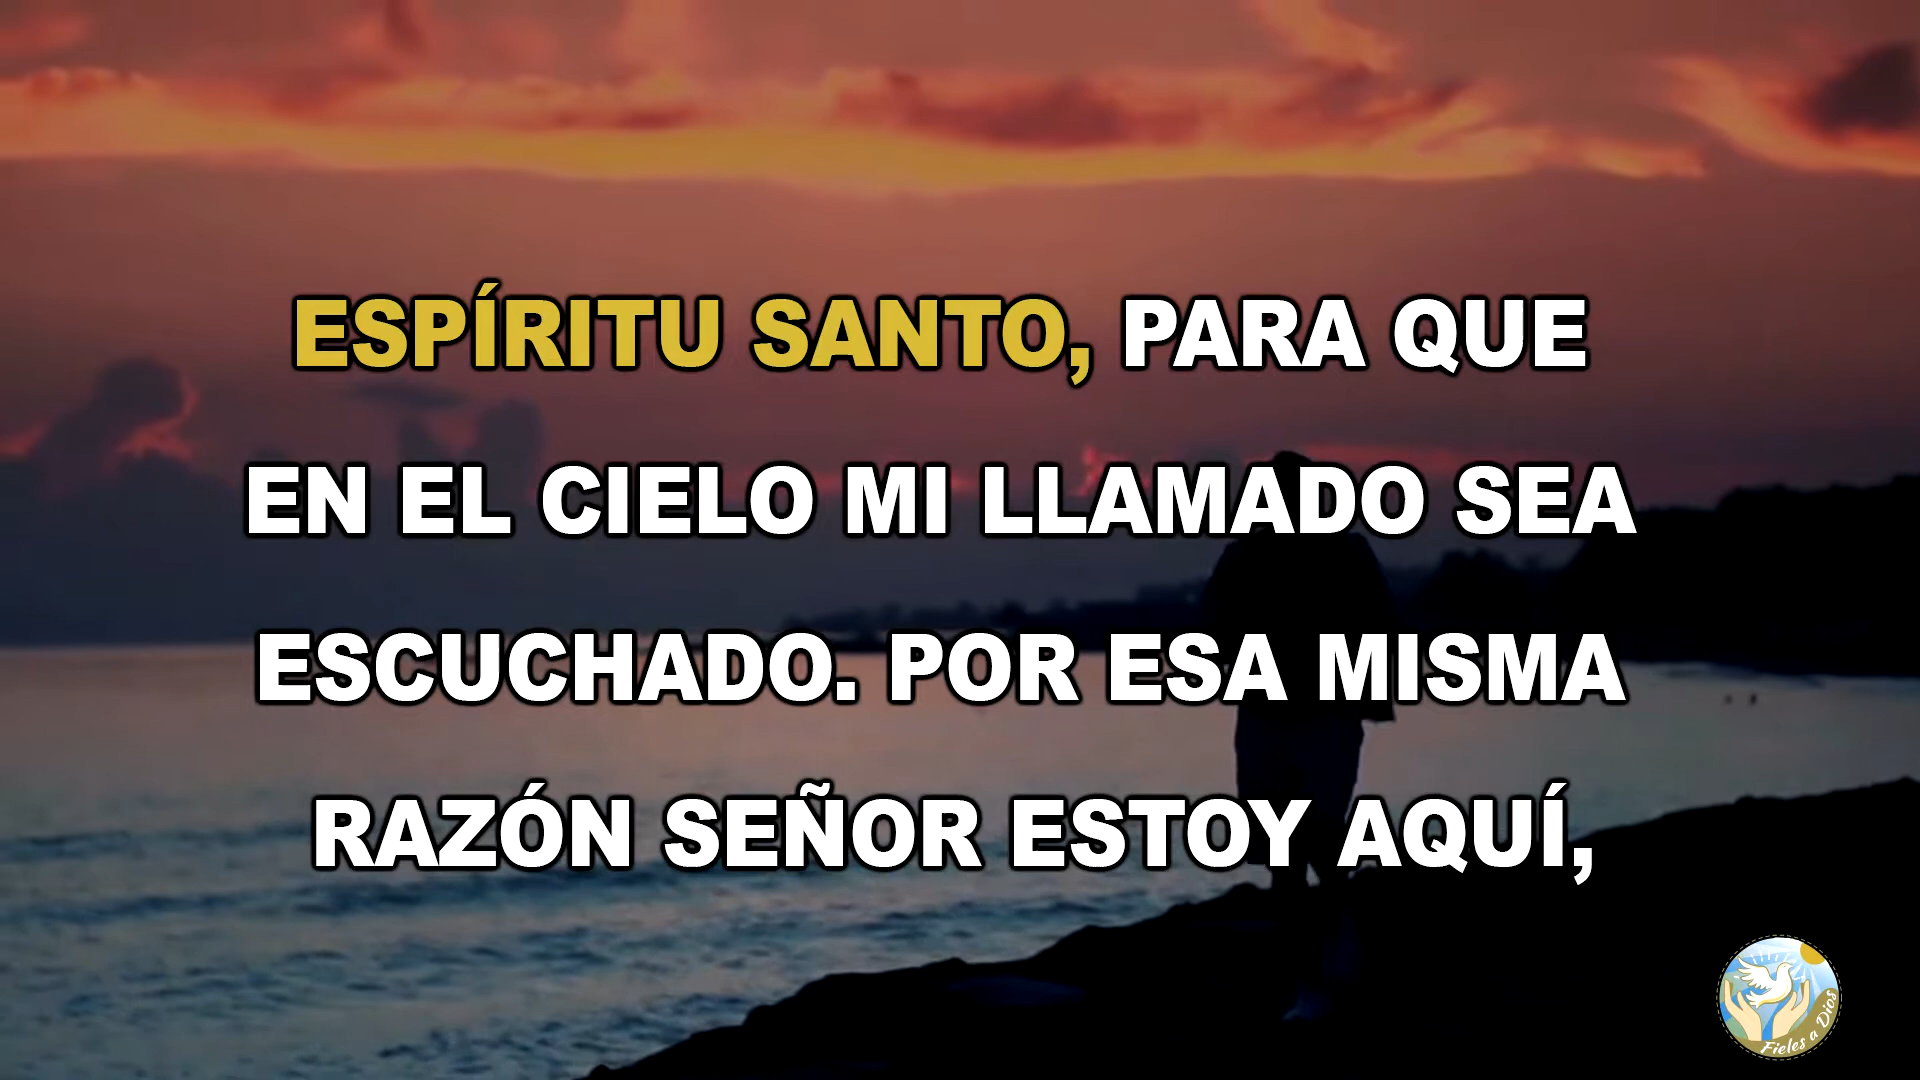 ESPÍRITU SANTO, PARA QUE
EN EL CIELO MI LLAMADO SEA
ESCUCHADO. POR ESA MISMA
RAZÓN SEÑOR ESTOY AQUÍ,
Fieles a Dios